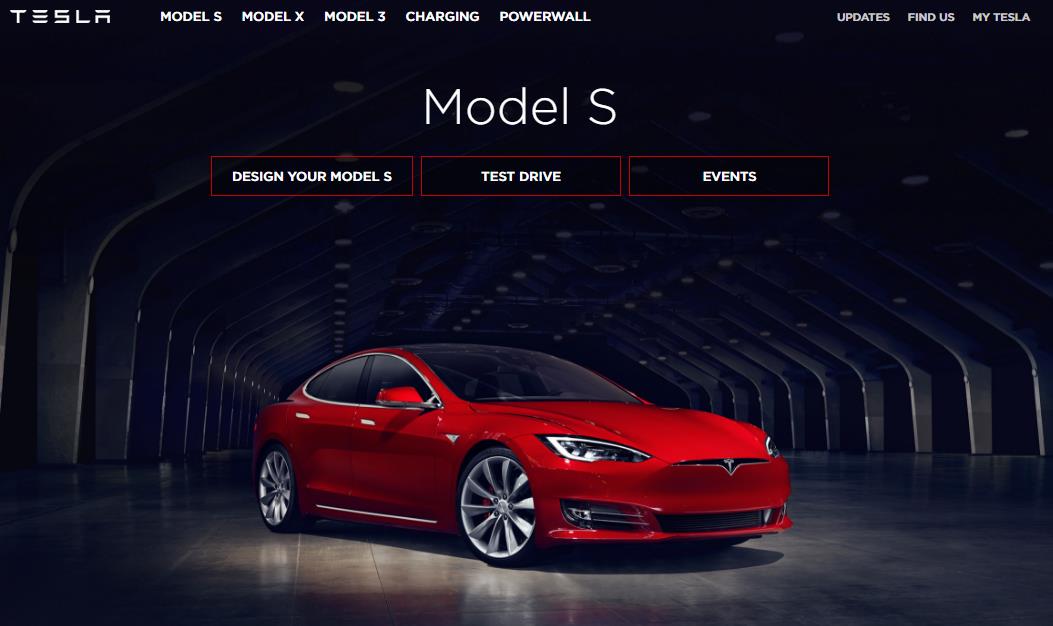 TESLA MODEL S MODEL X MODEL 3 CHARGING POWERWALL UPDATES FIND US MY TESLA
Model S
DESIGN YOUR MODEL S TEST DRIVE EVENTS